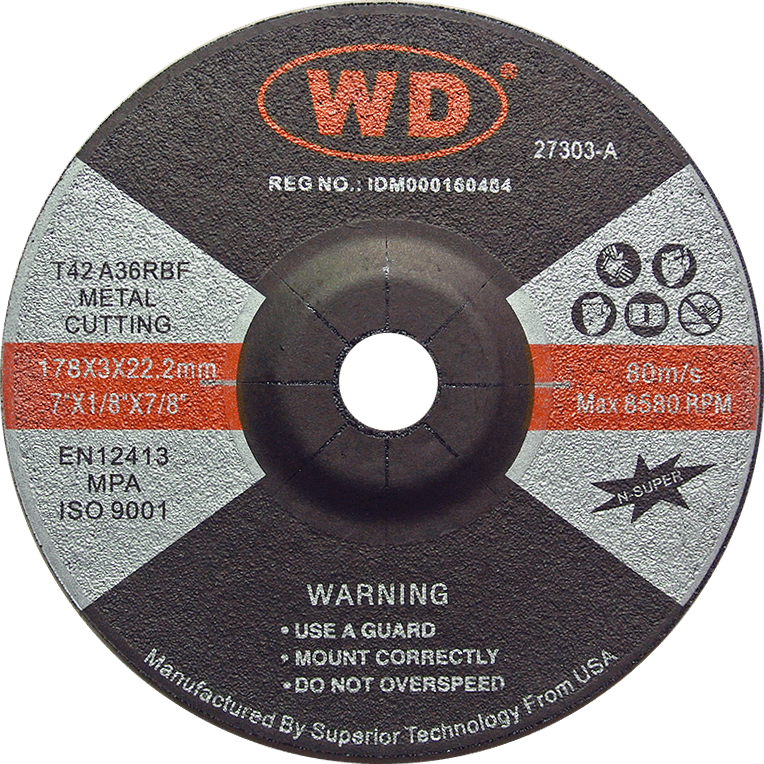 WD®
27303-A
REG NO.: IDM000160484
T42 A36RBF
METAL
CUTTING
178X3X22.2mm
7"X1/8"X7/8"
EN12413
MPA
ISO 9001
80m/s
Max 8580 RPM
N-SUPER
WARNING
• USE A GUARD
• MOUNT CORRECTLY
• DO NOT OVERSPEED
Manufactured By Superior Technology From USA